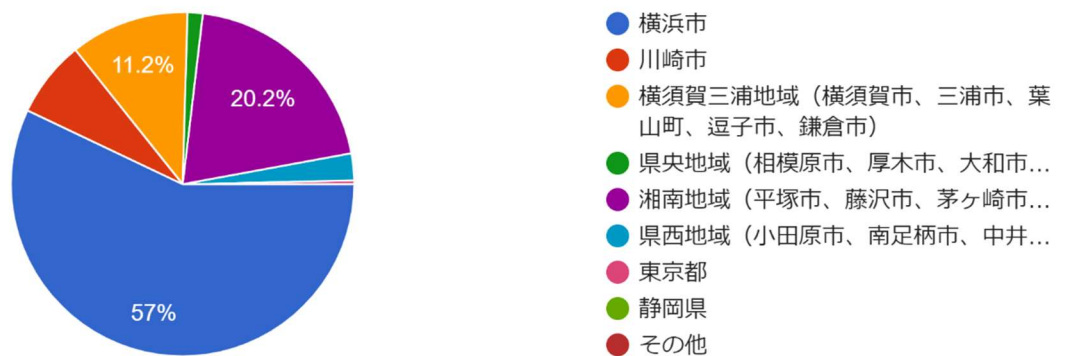 11.2%
20.2%
57%
横浜市
川崎市
横須賀三浦地域（横須賀市、三浦市、葉
山町、逗子市、鎌倉市）
県央地域（相模原市、厚木市、大和市...
湘南地域（平塚市、藤沢市、茅ヶ崎市...
県西地域（小田原市、南足柄市、中井...
東京都
静岡県
その他